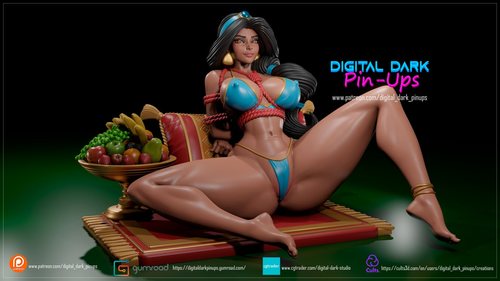 DIGITAL DARK
Pin-Ups
www.patreon.com/digital_dark_pinups
www.patreon.com/digital_dark_pinups
gumroad
https://digitaldarkpinups.gumroad.com/
cgtrader
https://www.cgtrader.com/digital-dark-studio
Cults
https://cults3d.com/en/users/digital_dark_pinups/creations